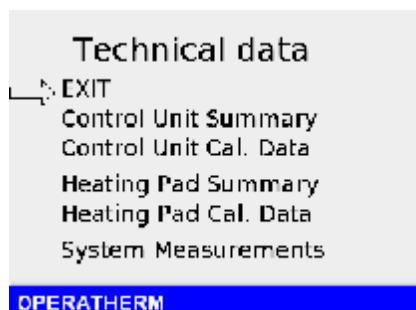 Technical data
EXIT
Control Unit Summary
Control Unit Cal. Data
Heating Pad Summary
Heating Pad Cal. Data
System Measurements
OPERATHERM